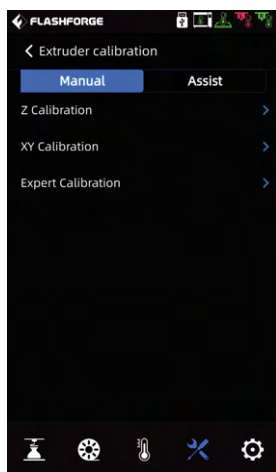 FLASHFORGE
Extruder calibration
Manual Assist
Z Calibration
XY Calibration
Expert Calibration